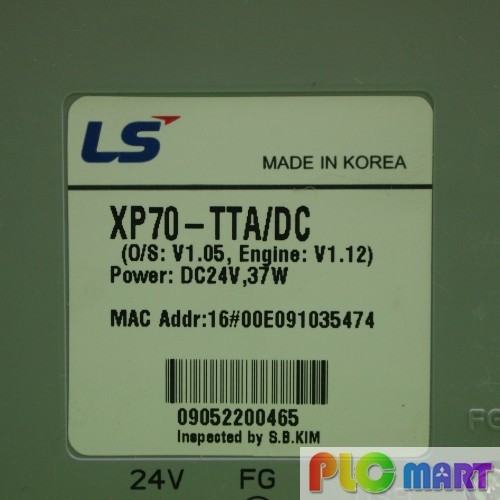 LS
MADE IN KOREA
XP70-TTA/DC
(O/S: V1.05, Engine: V1.12)
Power: DC24V,37W
MAC Addr:16#00E091035474
09052200465
Inspected by S.B.KIM
FG
24V FG
PLC MART